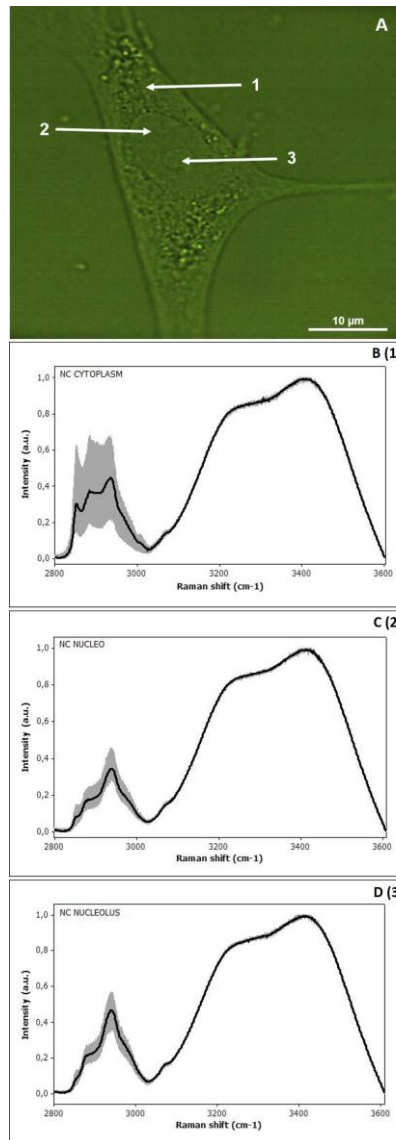 A
1
2
3
10 µm
B (1
NC CYTOPLASM
1,0
0,8
0,6
0,4
0,2
0,0
Intensity (a.u.)
2800 3000 3200 3400 3600
Raman shift (cm-1)
C (2
NC NUCLEO
1,0
0,8
0,6
0,4
0,2
0,0
Intensity (a.u.)
2800 3000 3200 3400 3600
Raman shift (cm-1)
D (3
NC NUCLEOLUS
1,0
0,8
0,6
0,4
0,2
0,0
Intensity (a.u.)
2800 3000 3200 3400 3600
Raman shift (cm-1)